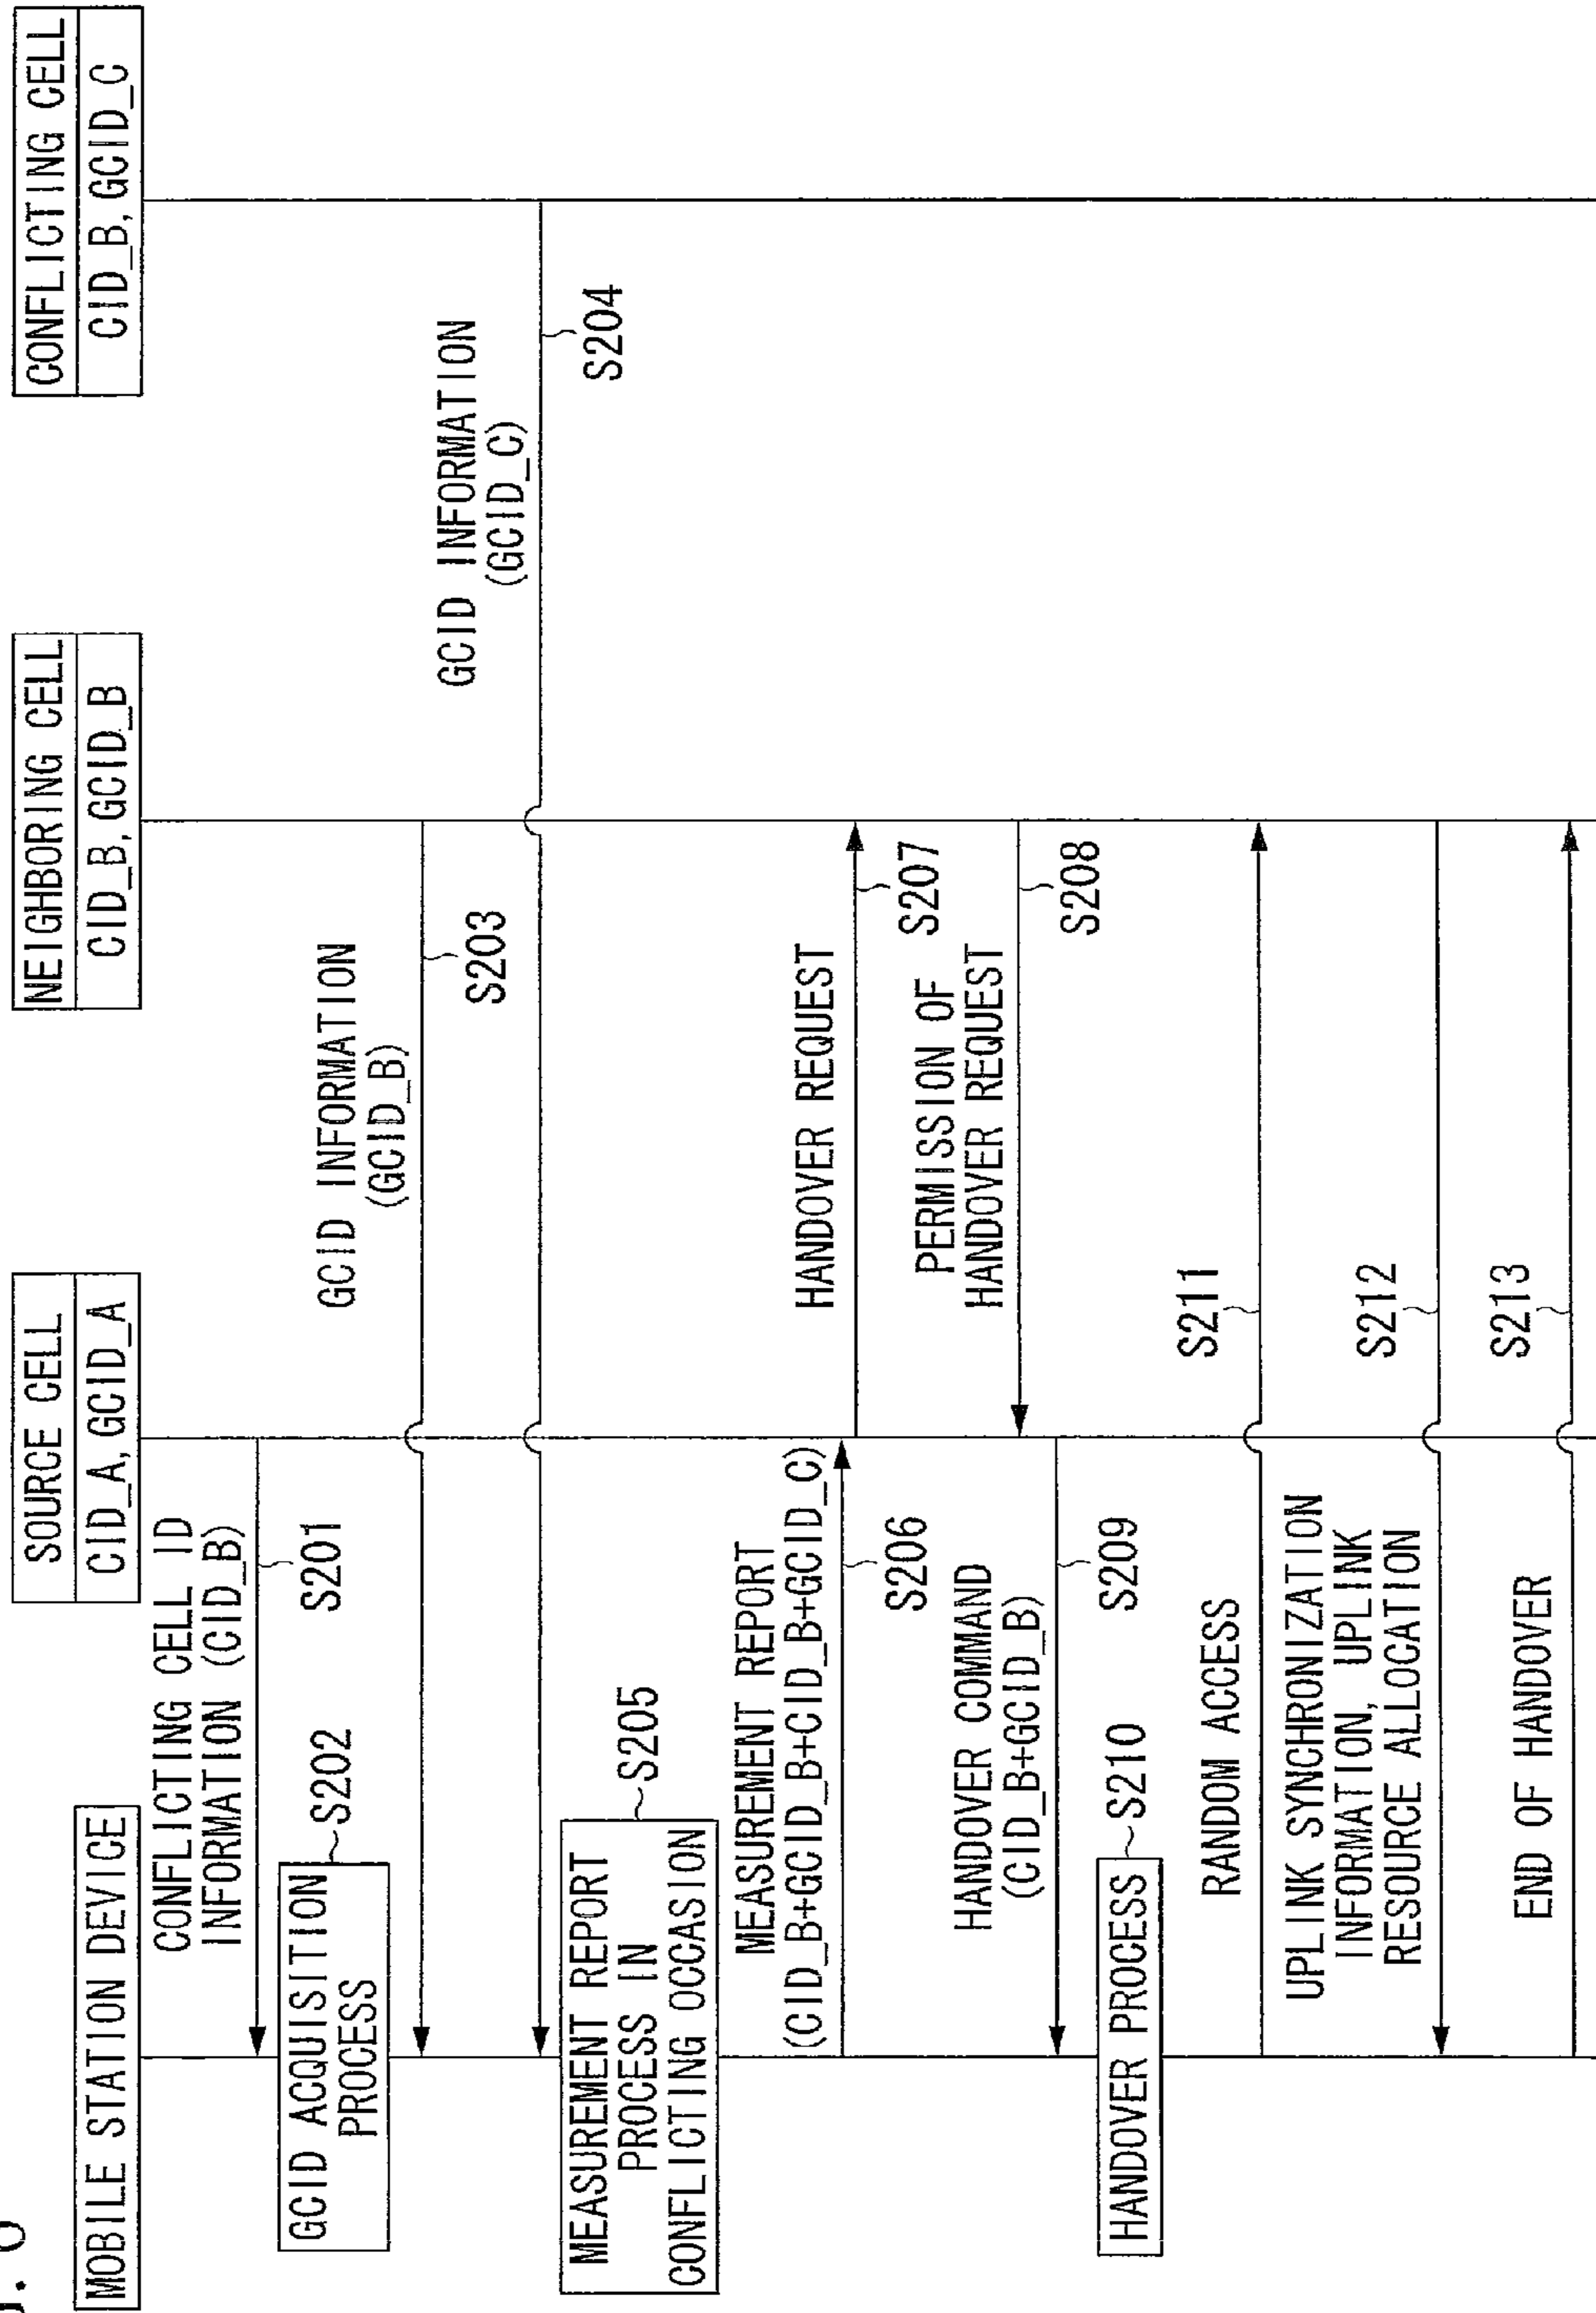 MOBILE STATION DEVICE
SOURCE CELL
CID_A, GCID_A
NEIGHBORING CELL
CID_B, GCID_B
CONFLICTING CELL
CID_B, GCID_C
CONFLICTING CELL ID
INFORMATION (CID_B)
S201
GCID ACQUISITION
PROCESS
S202
GCID INFORMATION
(GCID_B)
S203
GCID INFORMATION
(GCID_C)
S204
MEASUREMENT REPORT
PROCESS IN
CONFLICTING OCCASION
S205
MEASUREMENT REPORT
(CID_B+GCID_B+CID_B+GCID_C)
S206
HANDOVER REQUEST
S207
PERMISSION OF
HANDOVER REQUEST
S208
HANDOVER COMMAND
(CID_B+GCID_B)
S209
HANDOVER PROCESS
S210
RANDOM ACCESS
S211
UPLINK SYNCHRONIZATION
INFORMATION, UPLINK
RESOURCE ALLOCATION
S212
END OF HANDOVER
S213